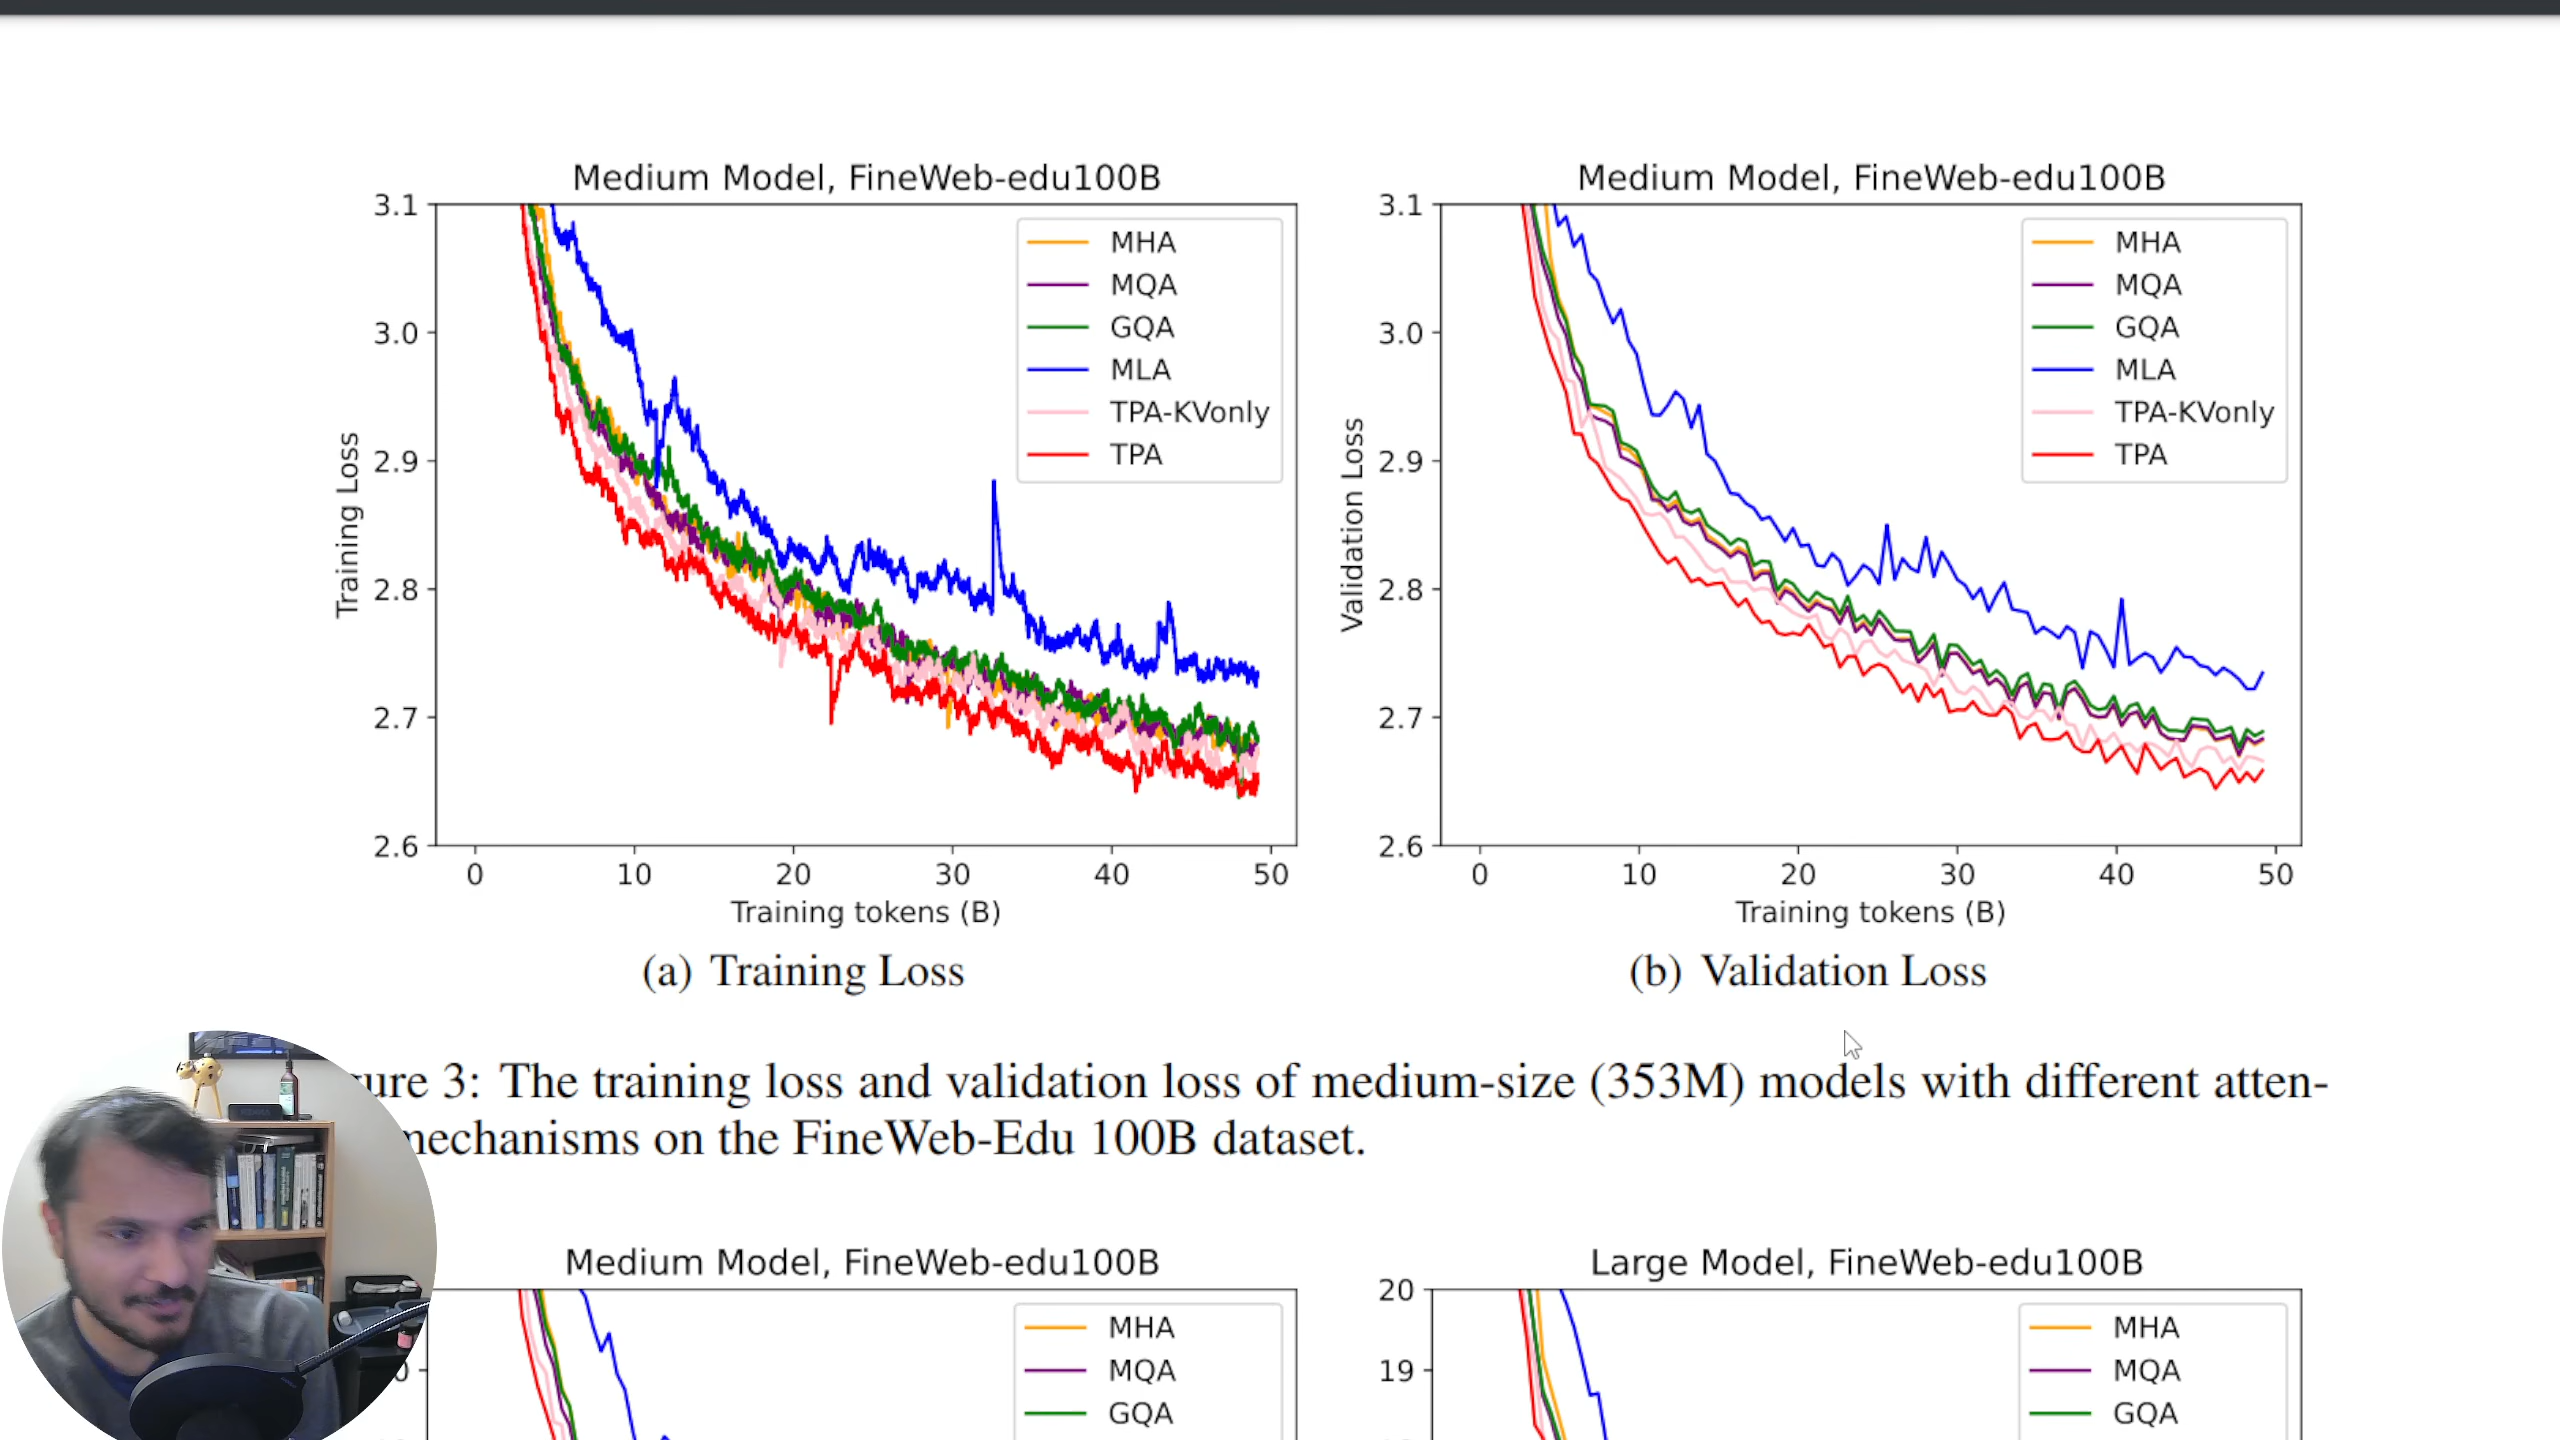 Medium Model, FineWeb-edu100B
3.1
3.0
2.9
2.8
2.7
2.6
Training Loss
MHA
MQA
GQA
MLA
TPA-KVonly
TPA
0 10 20 30 40 50
Training tokens (B)
(a) Training Loss
Medium Model, FineWeb-edu100B
3.1
3.0
2.9
2.8
2.7
2.6
Validation Loss
MHA
MQA
GQA
MLA
TPA-KVonly
TPA
0 10 20 30 40 50
Training tokens (B)
(b) Validation Loss
gure 3: The training loss and validation loss of medium-size (353M) models with different atten-
mechanisms on the FineWeb-Edu 100B dataset.
Medium Model, FineWeb-edu100B
MHA
MQA
GQA
Large Model, FineWeb-edu100B
20
19
MHA
MQA
GQA